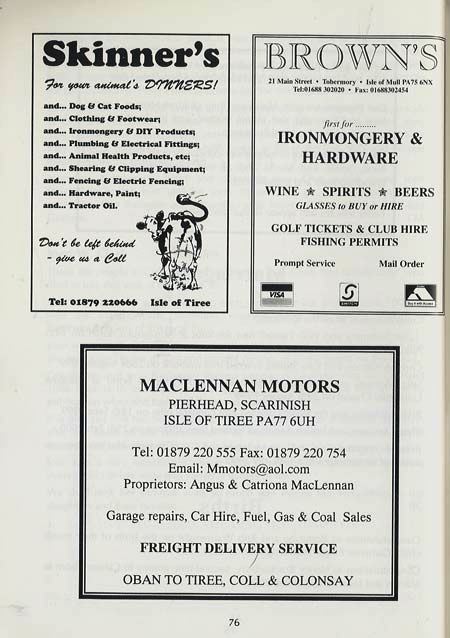 Skinner's
For your animal's DINNERS!
and... Dog & Cat Foods;
and... Clothing & Footwear;
and... Ironmongery & DIY Products;
and... Plumbing & Electrical Fittings;
and... Animal Health Products, etc;
and... Shearing & Clipping Equipment;
and... Fencing & Electric Fencing;
and... Hardware, Paint;
and... Tractor Oil.
Don't be left behind
- give us a Coll
Tel: 01879 220666 Isle of Tiree
BROWN'S
21 Main Street • Tobermory • Isle of Mull PA75 6NX
Tel:01688 302020 • Fax: 01688302454
first for .........
IRONMONGERY &
HARDWARE
WINE ★ SPIRITS ★ BEERS
GLASSES to BUY or HIRE
GOLF TICKETS & CLUB HIRE
FISHING PERMITS
Prompt Service Mail Order
VISA
SWITCH
Buy it with Access
MACLENNAN MOTORS
PIERHEAD, SCARINISH
ISLE OF TIREE PA77 6UH
Tel: 01879 220 555 Fax: 01879 220 754
Email: Mmotors@aol.com
Proprietors: Angus & Catriona MacLennan
Garage repairs, Car Hire, Fuel, Gas & Coal Sales
FREIGHT DELIVERY SERVICE
OBAN TO TIREE, COLL & COLONSAY
76